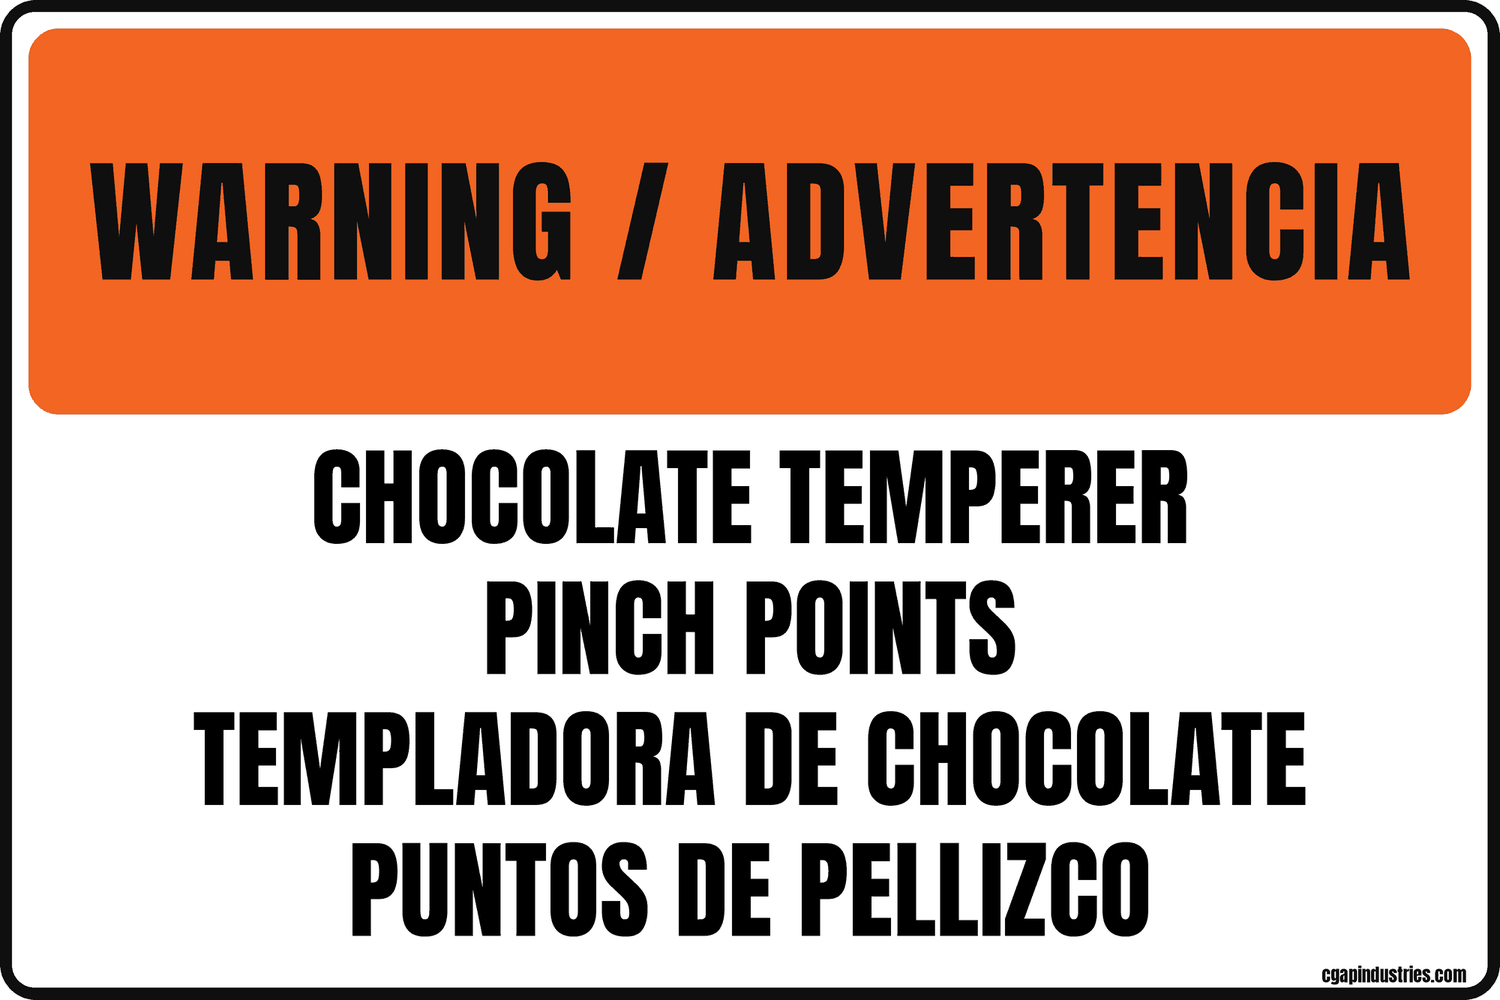 WARNING / ADVERTENCIA
CHOCOLATE TEMPERER
PINCH POINTS
TEMPLADORA DE CHOCOLATE
PUNTOS DE PELLIZCO
cgapindustries.com